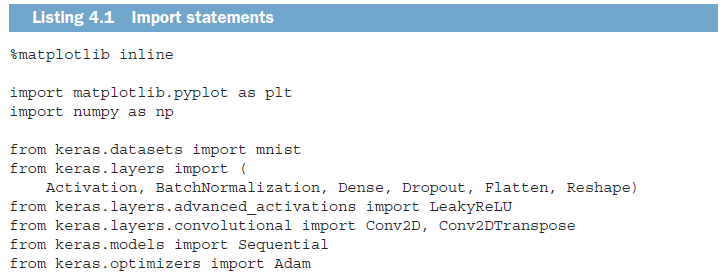 Listing 4.1 Import statements
%matplotlib inline
import matplotlib.pyplot as plt
import numpy as np
from keras.datasets import mnist
from keras.layers import (
    Activation, BatchNormalization, Dense, Dropout, Flatten, Reshape)
from keras.layers.advanced_activations import LeakyReLU
from keras.layers.convolutional import Conv2D, Conv2DTranspose
from keras.models import Sequential
from keras.optimizers import Adam